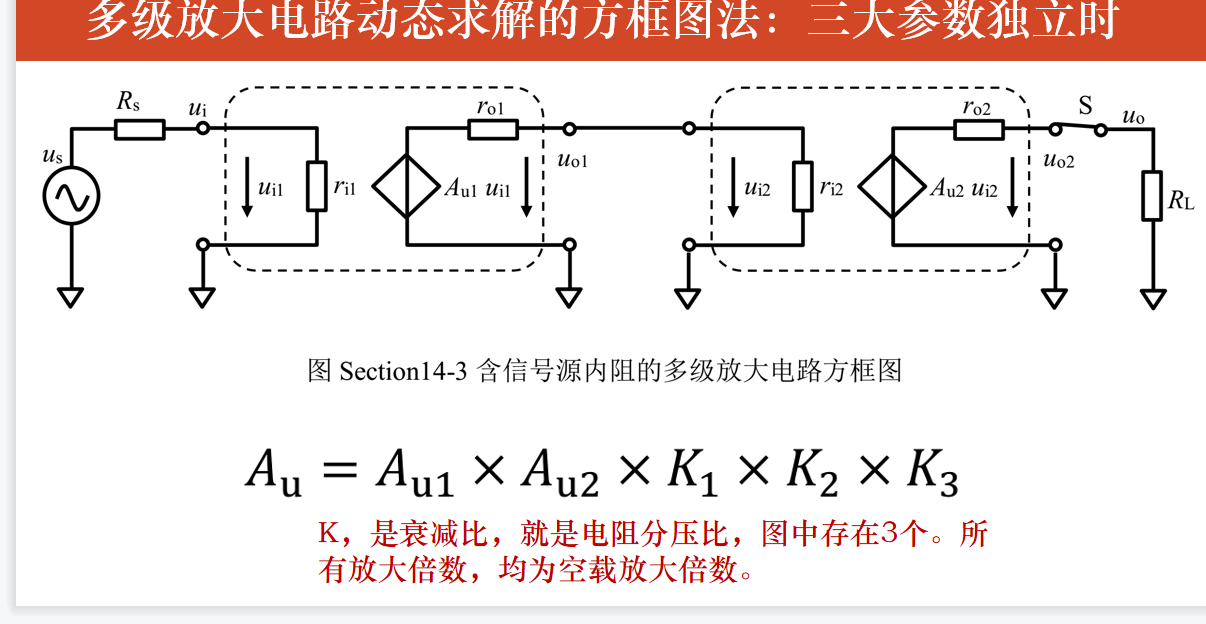 多级放大电路动态求解的方框图法：三大参数独立时
Rs ui ro1 ro2 S uo
us uo1 uo2
ui1 ri1 Au1 ui1 ui2 ri2 Au2 ui2 RL
图 Section14-3 含信号源内阻的多级放大电路方框图
Au = Au1 × Au2 × K1 × K2 × K3
K，是衰减比，就是电阻分压比，图中存在3个。所
有放大倍数，均为空载放大倍数。